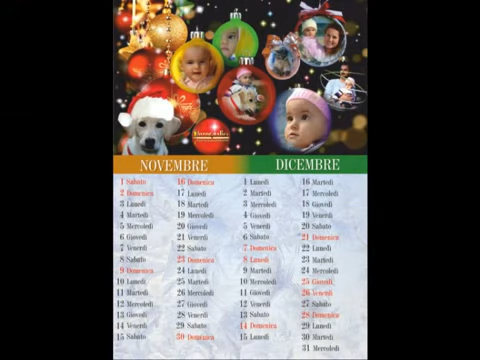 NOVEMBRE
DICEMBRE
1 Sabato
2 Domenica
3 Lunedì
4 Martedì
5 Mercoledì
6 Giovedì
7 Venerdì
8 Sabato
9 Domenica
10 Lunedì
11 Martedì
12 Mercoledì
13 Giovedì
14 Venerdì
15 Sabato
16 Domenica
17 Lunedì
18 Martedì
19 Mercoledì
20 Giovedì
21 Venerdì
22 Sabato
23 Domenica
24 Lunedì
25 Martedì
26 Mercoledì
27 Giovedì
28 Venerdì
29 Sabato
30 Domenica
1 Lunedì
2 Martedì
3 Mercoledì
4 Giovedì
5 Venerdì
6 Sabato
7 Domenica
8 Lunedì
9 Martedì
10 Mercoledì
11 Giovedì
12 Venerdì
13 Sabato
14 Domenica
15 Lunedì
16 Martedì
17 Mercoledì
18 Giovedì
19 Venerdì
20 Sabato
21 Domenica
22 Lunedì
23 Martedì
24 Mercoledì
25 Giovedì
26 Venerdì
27 Sabato
28 Domenica
29 Lunedì
30 Martedì
31 Mercoledì